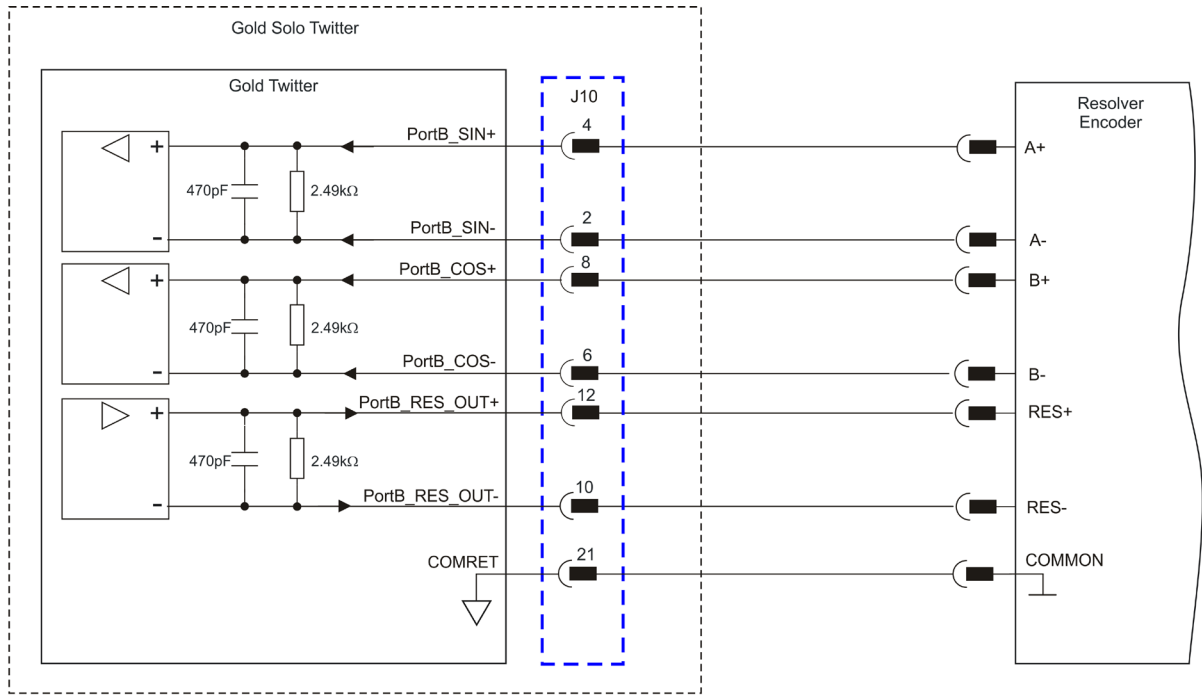 Gold Solo Twitter
Gold Twitter
J10
Resolver
Encoder
+
PortB_SIN+
4
A+
470pF
2.49kΩ
-
PortB_SIN-
2
A-
+
PortB_COS+
8
B+
470pF
2.49kΩ
-
PortB_COS-
6
B-
+
PortB_RES_OUT+
12
RES+
470pF
2.49kΩ
-
PortB_RES_OUT-
10
RES-
COMRET
21
COMMON